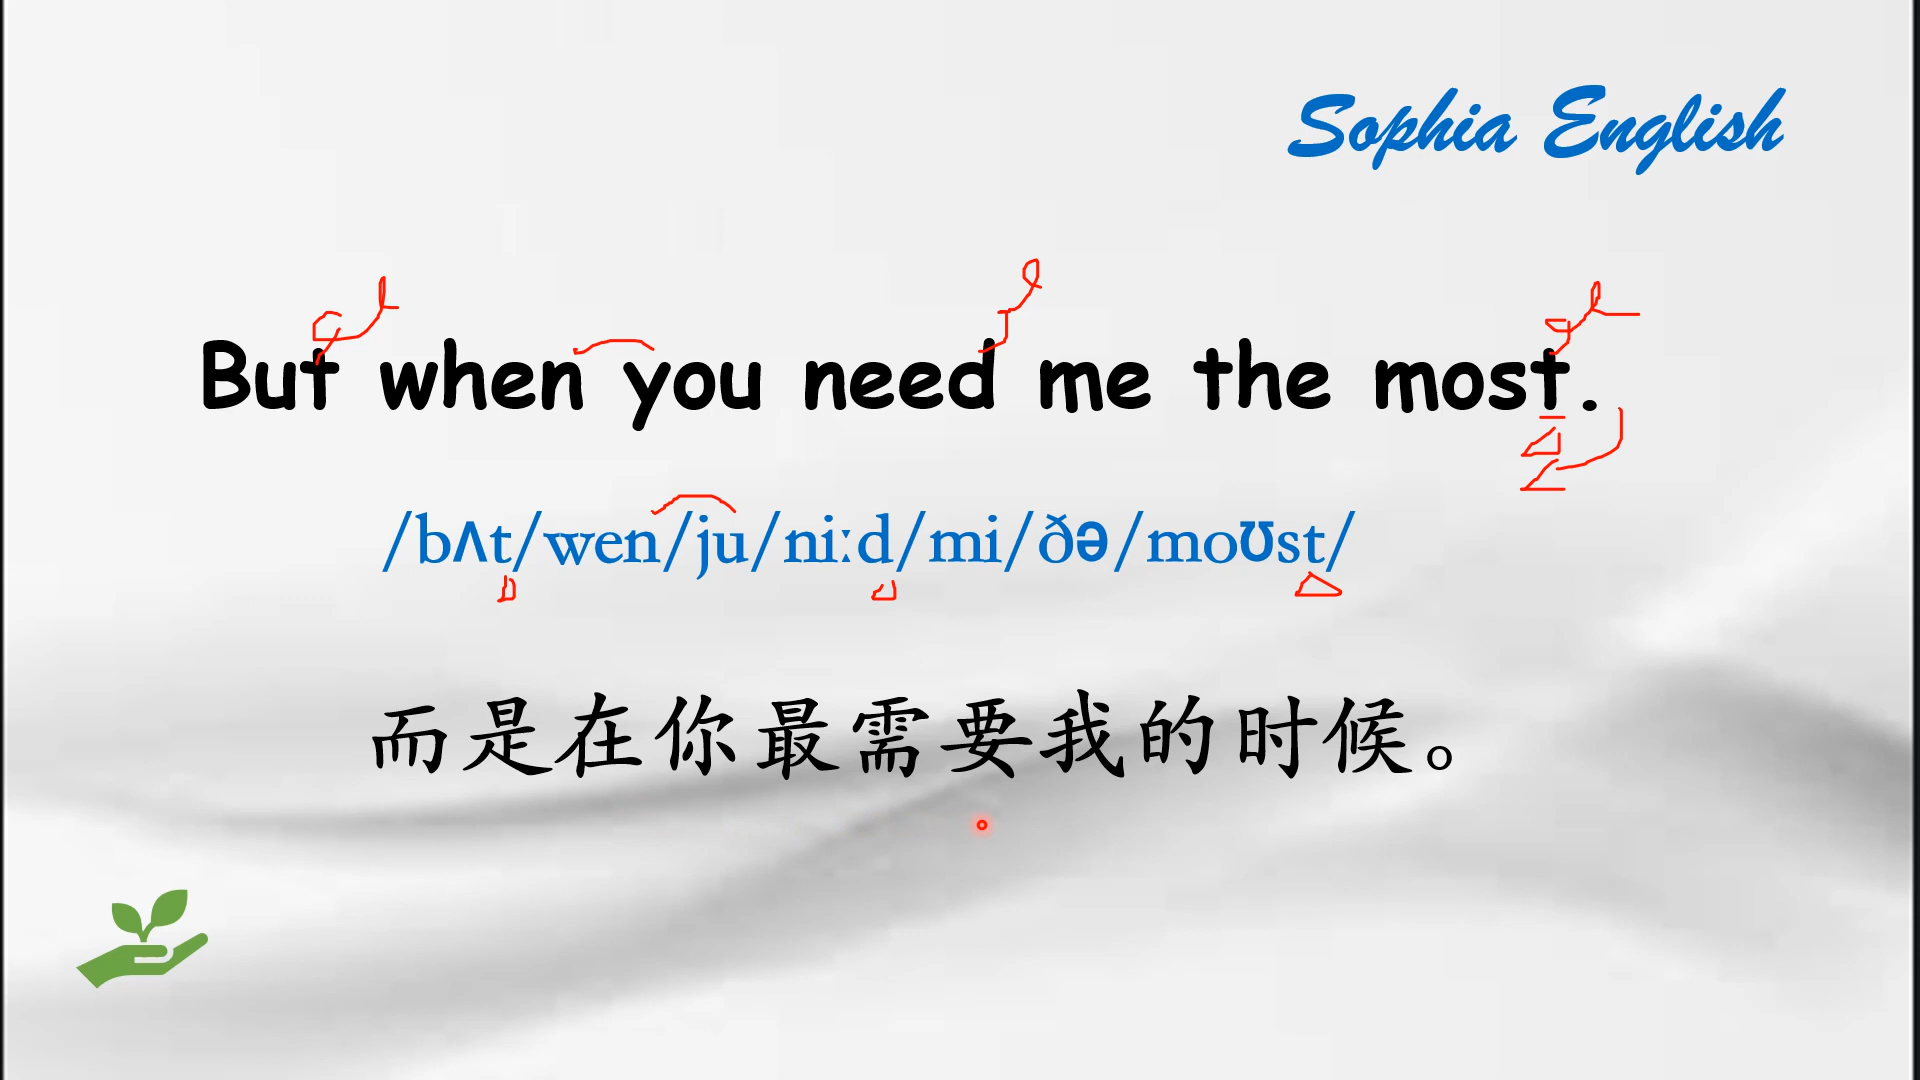 Sophia English
But when you need me the most.
/bʌt/wen/ju/niːd/mi/ðə/moʊst/
而是在你最需要我的时候。